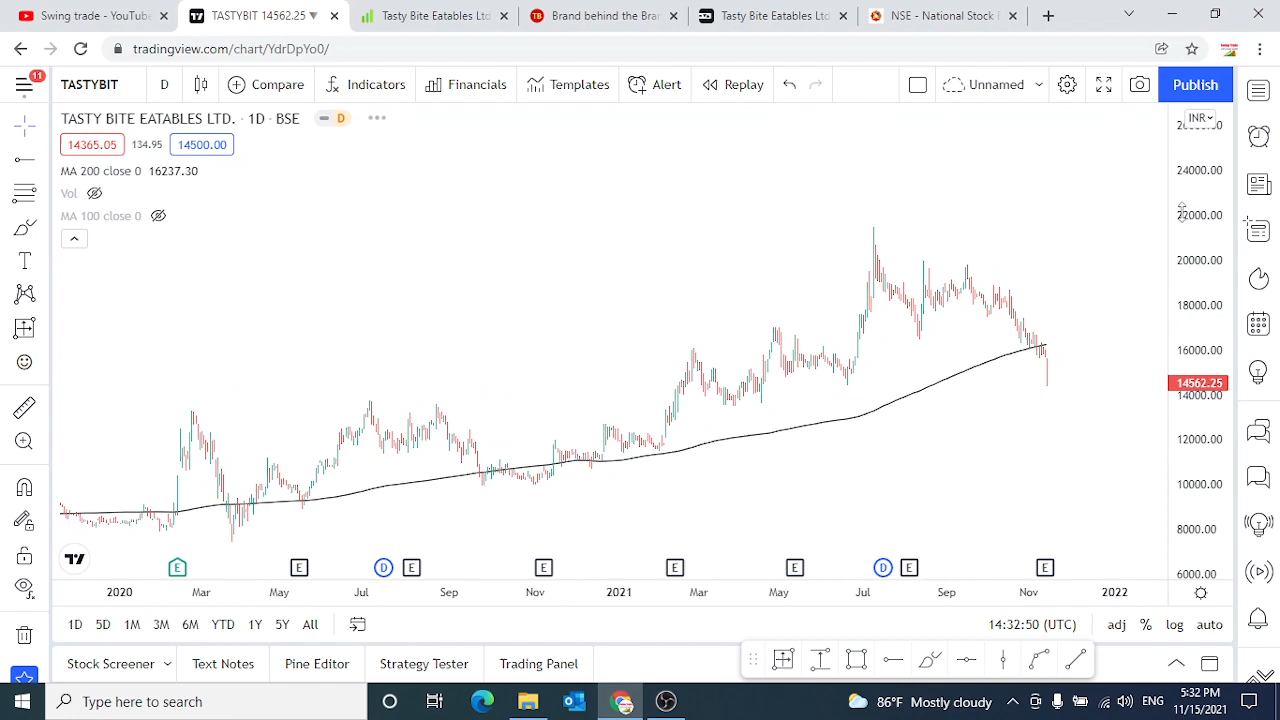 Swing trade - YouTub
TASTYBIT 14562.25
Tasty Bite Eatables Ltd
Brand behind the Bran
Tasty Bite Eatables Ltd
NSE - National Stock E
tradingview.com/chart/YdrDpYo0/
11
TASTYBIT
D
Compare
Indicators
Financials
Templates
Alert
Replay
Unnamed
Publish
TASTY BITE EATABLES LTD. · 1D · BSE
D
14365.05
134.95
14500.00
MA 200 close 0 16237.30
Vol
MA 100 close 0
INR
24000.00
22000.00
20000.00
18000.00
16000.00
14562.25
14000.00
12000.00
10000.00
8000.00
6000.00
E E D E E E E D E E
2020 Mar May Jul Sep Nov 2021 Mar May Jul Sep Nov 2022
1D 5D 1M 3M 6M YTD 1Y 5Y All
14:32:50 (UTC)
adj % log auto
Stock Screener
Text Notes
Pine Editor
Strategy Tester
Trading Panel
Type here to search
86°F Mostly cloudy
ENG
5:32 PM
11/15/2021